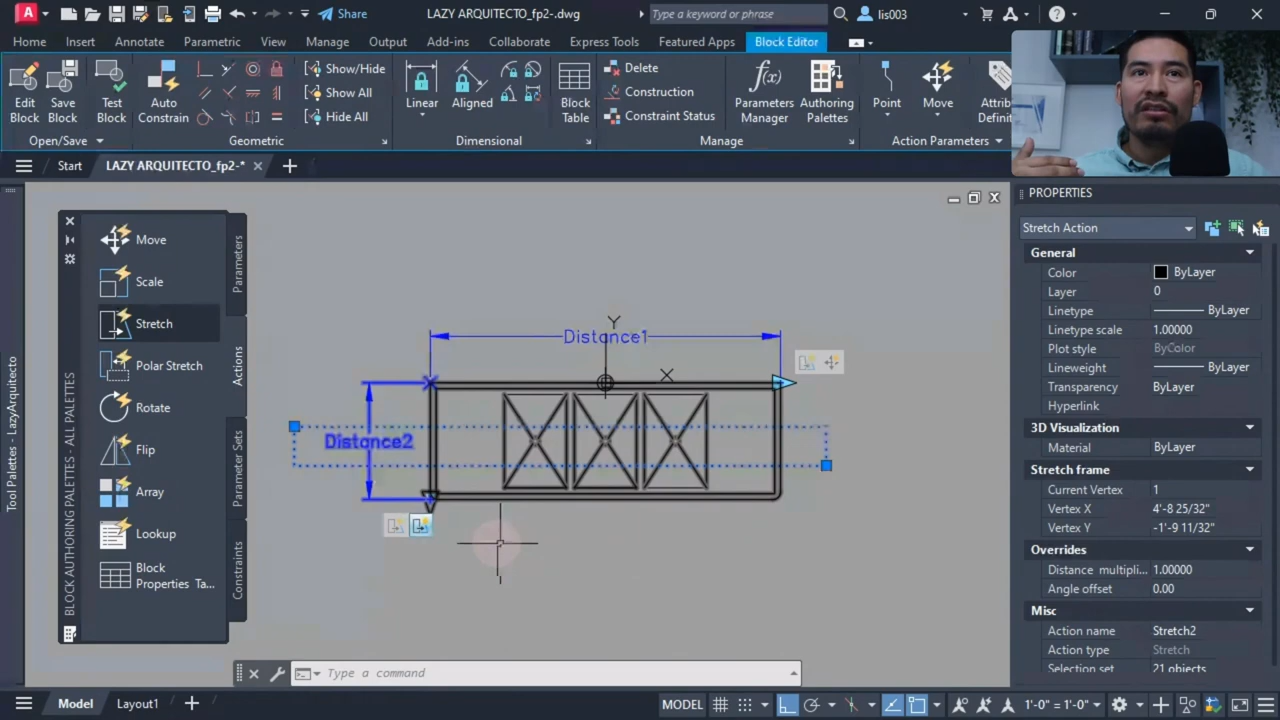 Share
LAZY ARQUITECTO_fp2-.dwg
Type a keyword or phrase
lis003
Home
Insert
Annotate
Parametric
View
Manage
Output
Add-ins
Collaborate
Express Tools
Featured Apps
Block Editor
Edit Block
Save Block
Test Block
Auto Constrain
Show/Hide
Show All
Hide All
Linear
Aligned
Block Table
Delete
Construction
Constraint Status
f(x)
Parameters Manager
Authoring Palettes
Point
Move
Attrib
Definit
Open/Save
Geometric
Dimensional
Manage
Action Parameters
Start
LAZY ARQUITECTO_fp2-*
Tool Palettes - LazyArquitecto
BLOCK AUTHORING PALETTES - ALL PALETTES
Move
Scale
Stretch
Polar Stretch
Rotate
Flip
Array
Lookup
Block
Properties Ta...
Parameters
Actions
Parameter Sets
Constraints
Distance1
Distance2
Y
X
PROPERTIES
Stretch Action
General
Color ByLayer
Layer 0
Linetype ByLayer
Linetype scale 1.00000
Plot style ByColor
Lineweight ByLayer
Transparency ByLayer
Hyperlink
3D Visualization
Material ByLayer
Stretch frame
Current Vertex 1
Vertex X 4'-8 25/32"
Vertex Y -1'-9 11/32"
Overrides
Distance multipli... 1.00000
Angle offset 0.00
Misc
Action name Stretch2
Action type Stretch
Selection set 21 objects
Type a command
Model
Layout1
MODEL
1'-0" = 1'-0"